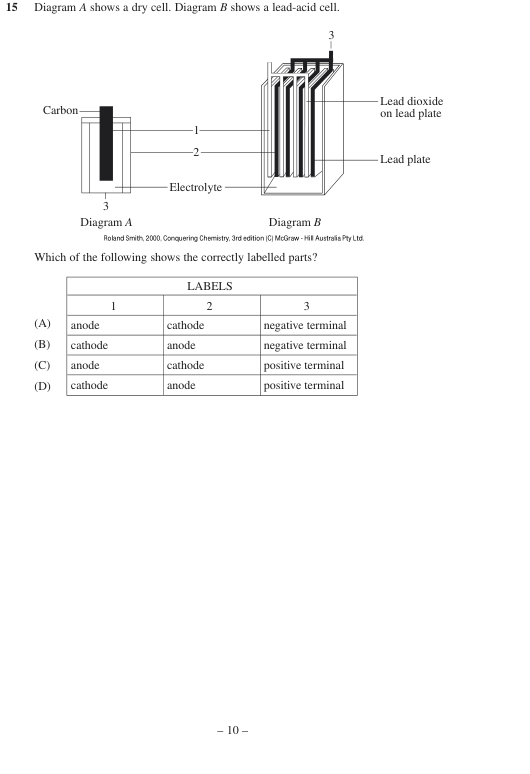 15 Diagram A shows a dry cell. Diagram B shows a lead-acid cell.
3
Carbon
Lead dioxide
on lead plate
1
2
Lead plate
Electrolyte
3
Diagram A
Diagram B
Roland Smith, 2000, Conquering Chemistry, 3rd edition (C) McGraw - Hill Australia Pty Ltd.
Which of the following shows the correctly labelled parts?
LABELS
1 2 3
(A) anode cathode negative terminal
(B) cathode anode negative terminal
(C) anode cathode positive terminal
(D) cathode anode positive terminal
– 10 –